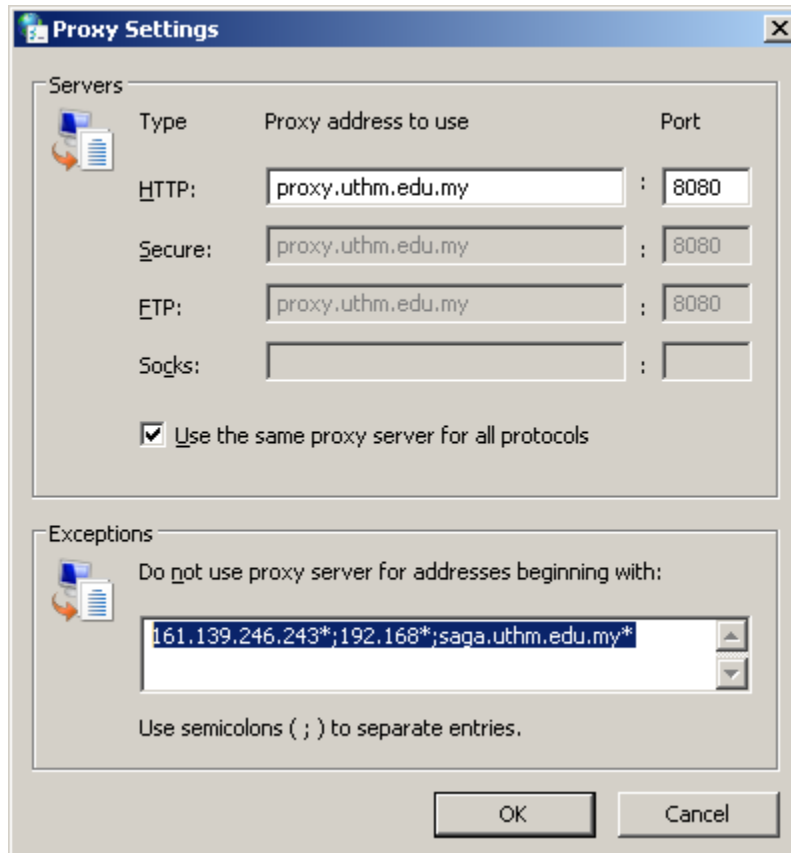 Proxy Settings
Servers
Type Proxy address to use Port
HTTP: proxy.uthm.edu.my : 8080
Secure: proxy.uthm.edu.my : 8080
FTP: proxy.uthm.edu.my : 8080
Socks: :
Use the same proxy server for all protocols
Exceptions
Do not use proxy server for addresses beginning with:
161.139.246.243*;192.168*;saga.uthm.edu.my*
Use semicolons ( ; ) to separate entries.
OK Cancel